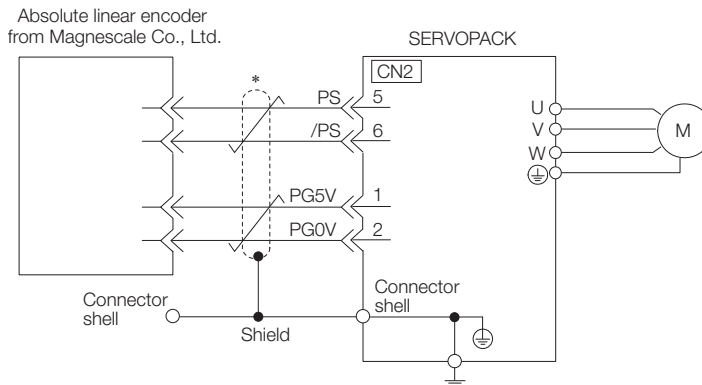 Absolute linear encoder
from Magnescale Co., Ltd.
SERVOPACK
CN2
*
PS 5
/PS 6
PG5V 1
PG0V 2
U
V
W
M
Connector
shell
Shield
Connector
shell